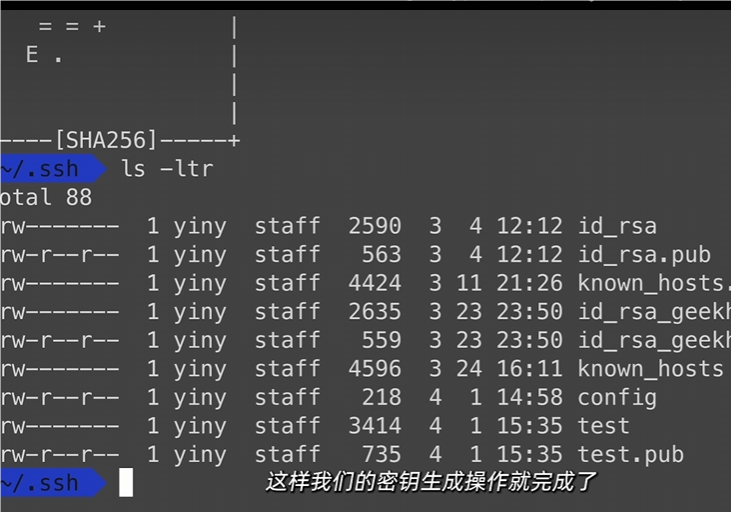 = = +            |
E .              |
|
|
----[SHA256]-----+
~/.ssh ls -ltr
otal 88
rw------- 1 yiny staff 2590 3 4 12:12 id_rsa
rw-r--r-- 1 yiny staff 563 3 4 12:12 id_rsa.pub
rw------- 1 yiny staff 4424 3 11 21:26 known_hosts.
rw------- 1 yiny staff 2635 3 23 23:50 id_rsa_geekh
rw-r--r-- 1 yiny staff 559 3 23 23:50 id_rsa_geekh
rw------- 1 yiny staff 4596 3 24 16:11 known_hosts
rw-r--r-- 1 yiny staff 218 4 1 14:58 config
rw------- 1 yiny staff 3414 4 1 15:35 test
rw-r--r-- 1 yiny staff 735 4 1 15:35 test.pub
~/.ssh
这样我们的密钥生成操作就完成了